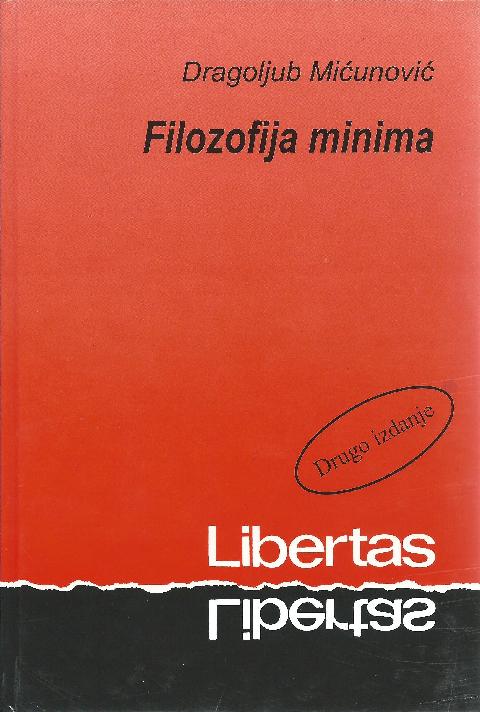 Dragoljub Mićunović
Filozofija minima
Drugo izdanje
Libertas
Libertas